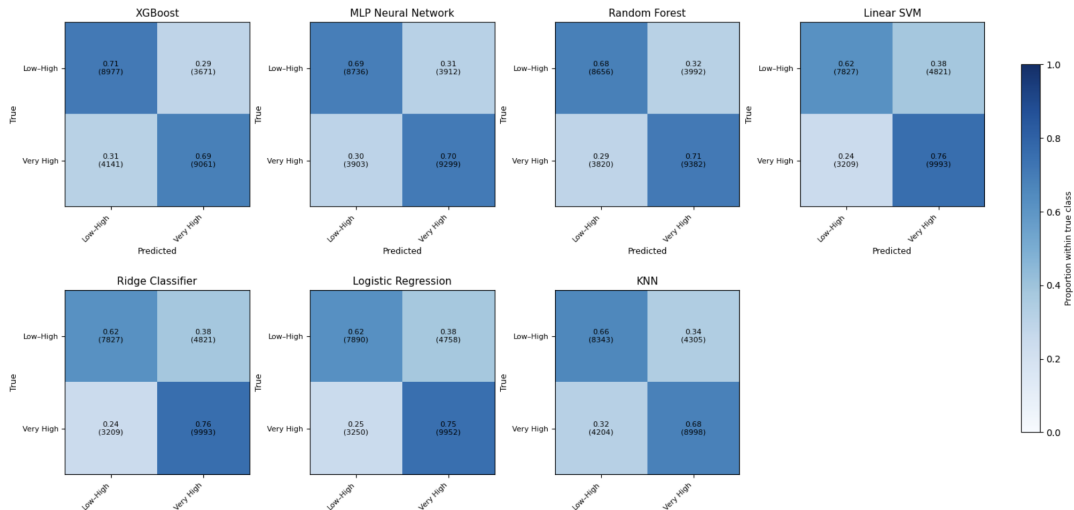 XGBoost
Low–High
Very High
True
0.71
(8977)
0.29
(3671)
0.31
(4141)
0.69
(9061)
Low–High
Very High
Predicted
MLP Neural Network
Low–High
Very High
True
0.69
(8736)
0.31
(3912)
0.30
(3903)
0.70
(9299)
Low–High
Very High
Predicted
Random Forest
Low–High
Very High
True
0.68
(8656)
0.32
(3992)
0.29
(3820)
0.71
(9382)
Low–High
Very High
Predicted
Linear SVM
Low–High
Very High
True
0.62
(7827)
0.38
(4821)
0.24
(3209)
0.76
(9993)
Low–High
Very High
Predicted
Ridge Classifier
Low–High
Very High
True
0.62
(7827)
0.38
(4821)
0.24
(3209)
0.76
(9993)
Low–High
Very High
Logistic Regression
Low–High
Very High
True
0.62
(7890)
0.38
(4758)
0.25
(3250)
0.75
(9952)
Low–High
Very High
KNN
Low–High
Very High
True
0.66
(8343)
0.34
(4305)
0.32
(4204)
0.68
(8998)
Low–High
Very High
1.0
0.8
0.6
0.4
0.2
0.0
Proportion within true class